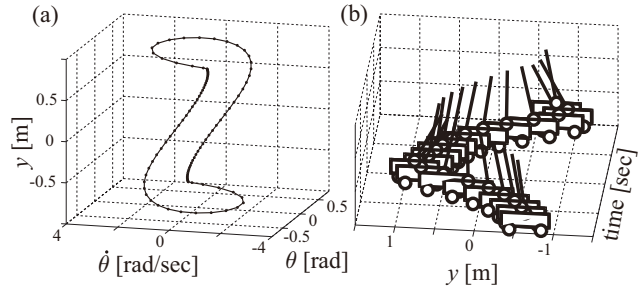 (a)
(b)
0.5
0
-0.5
y [m]
4
0
-4
-0.5
0
0.5
θ̇ [rad/sec]
θ [rad]
1
0
-1
y [m]
time [sec]